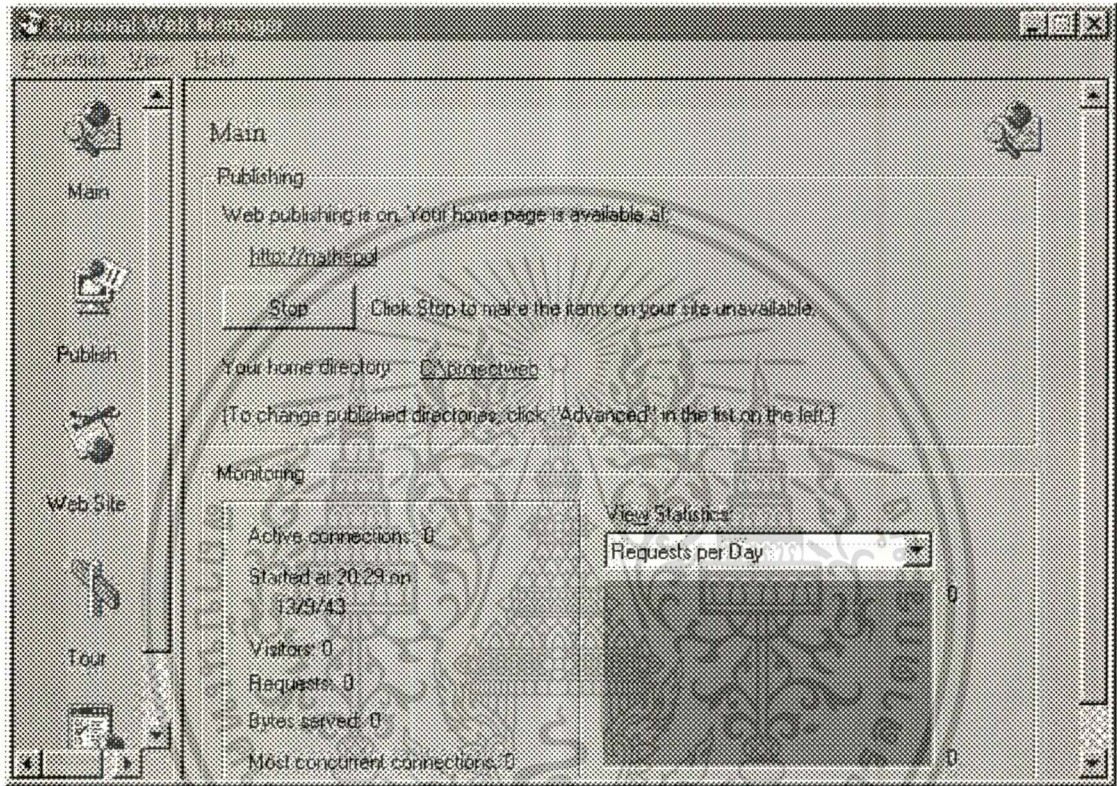 Personal Web Manager
Properties View Help
Main
Publish
Web Site
Tour
Main
Publishing
Web publishing is on. Your home page is available at:
http://nathapol
Stop
Click Stop to make the items on your site unavailable.
Your home directory C:\projectweb
(To change published directories, click "Advanced" in the list on the left.)
Monitoring
Active connections: 0
Started at 20:29 on
13/9/43
Visitors: 0
Requests: 0
Bytes served: 0
Most concurrent connections: 0
View Statistics:
Requests per Day
0
0